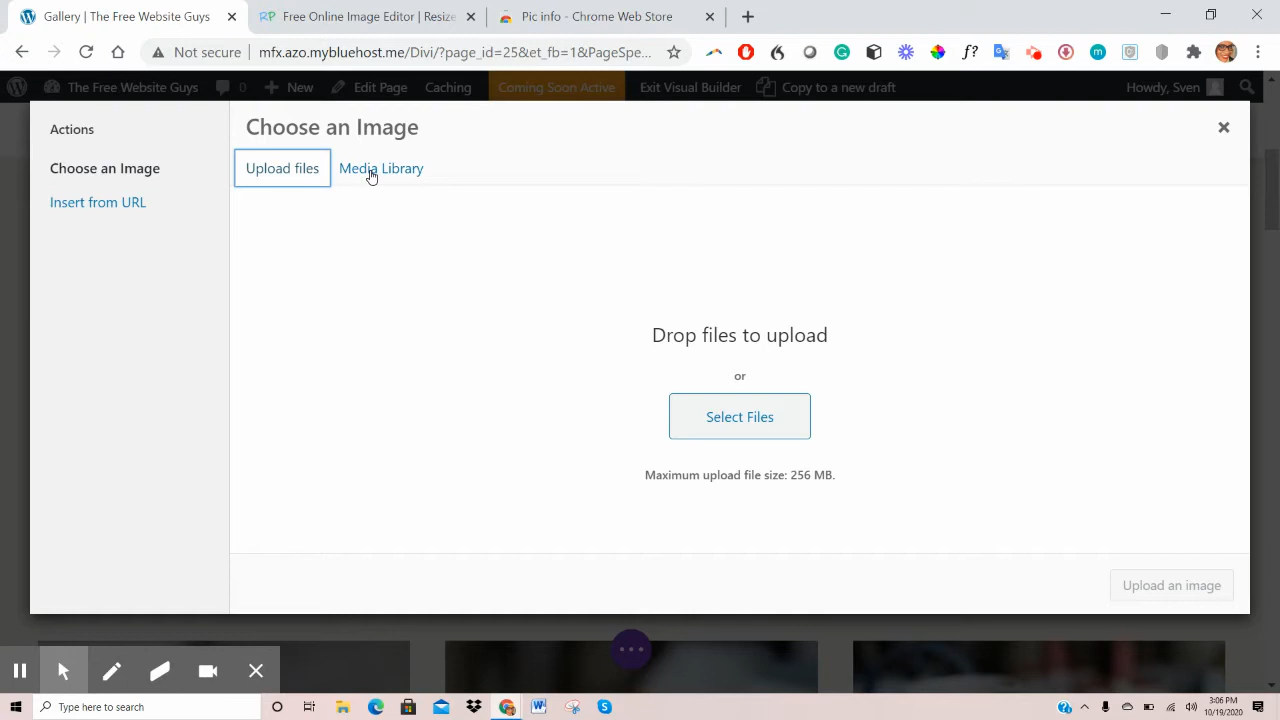 Gallery | The Free Website Guys
Free Online Image Editor | Resize
Pic info - Chrome Web Store
Not secure
mfx.azo.mybluehost.me/Divi/?page_id=25&et_fb=1&PageSpe...
The Free Website Guys
0
New
Edit Page
Caching
Coming Soon Active
Exit Visual Builder
Copy to a new draft
Howdy, Sven
Actions
Choose an Image
Insert from URL
Choose an Image
Upload files
Media Library
Drop files to upload
or
Select Files
Maximum upload file size: 256 MB.
Upload an image
Type here to search
3:06 PM
10/19/2020